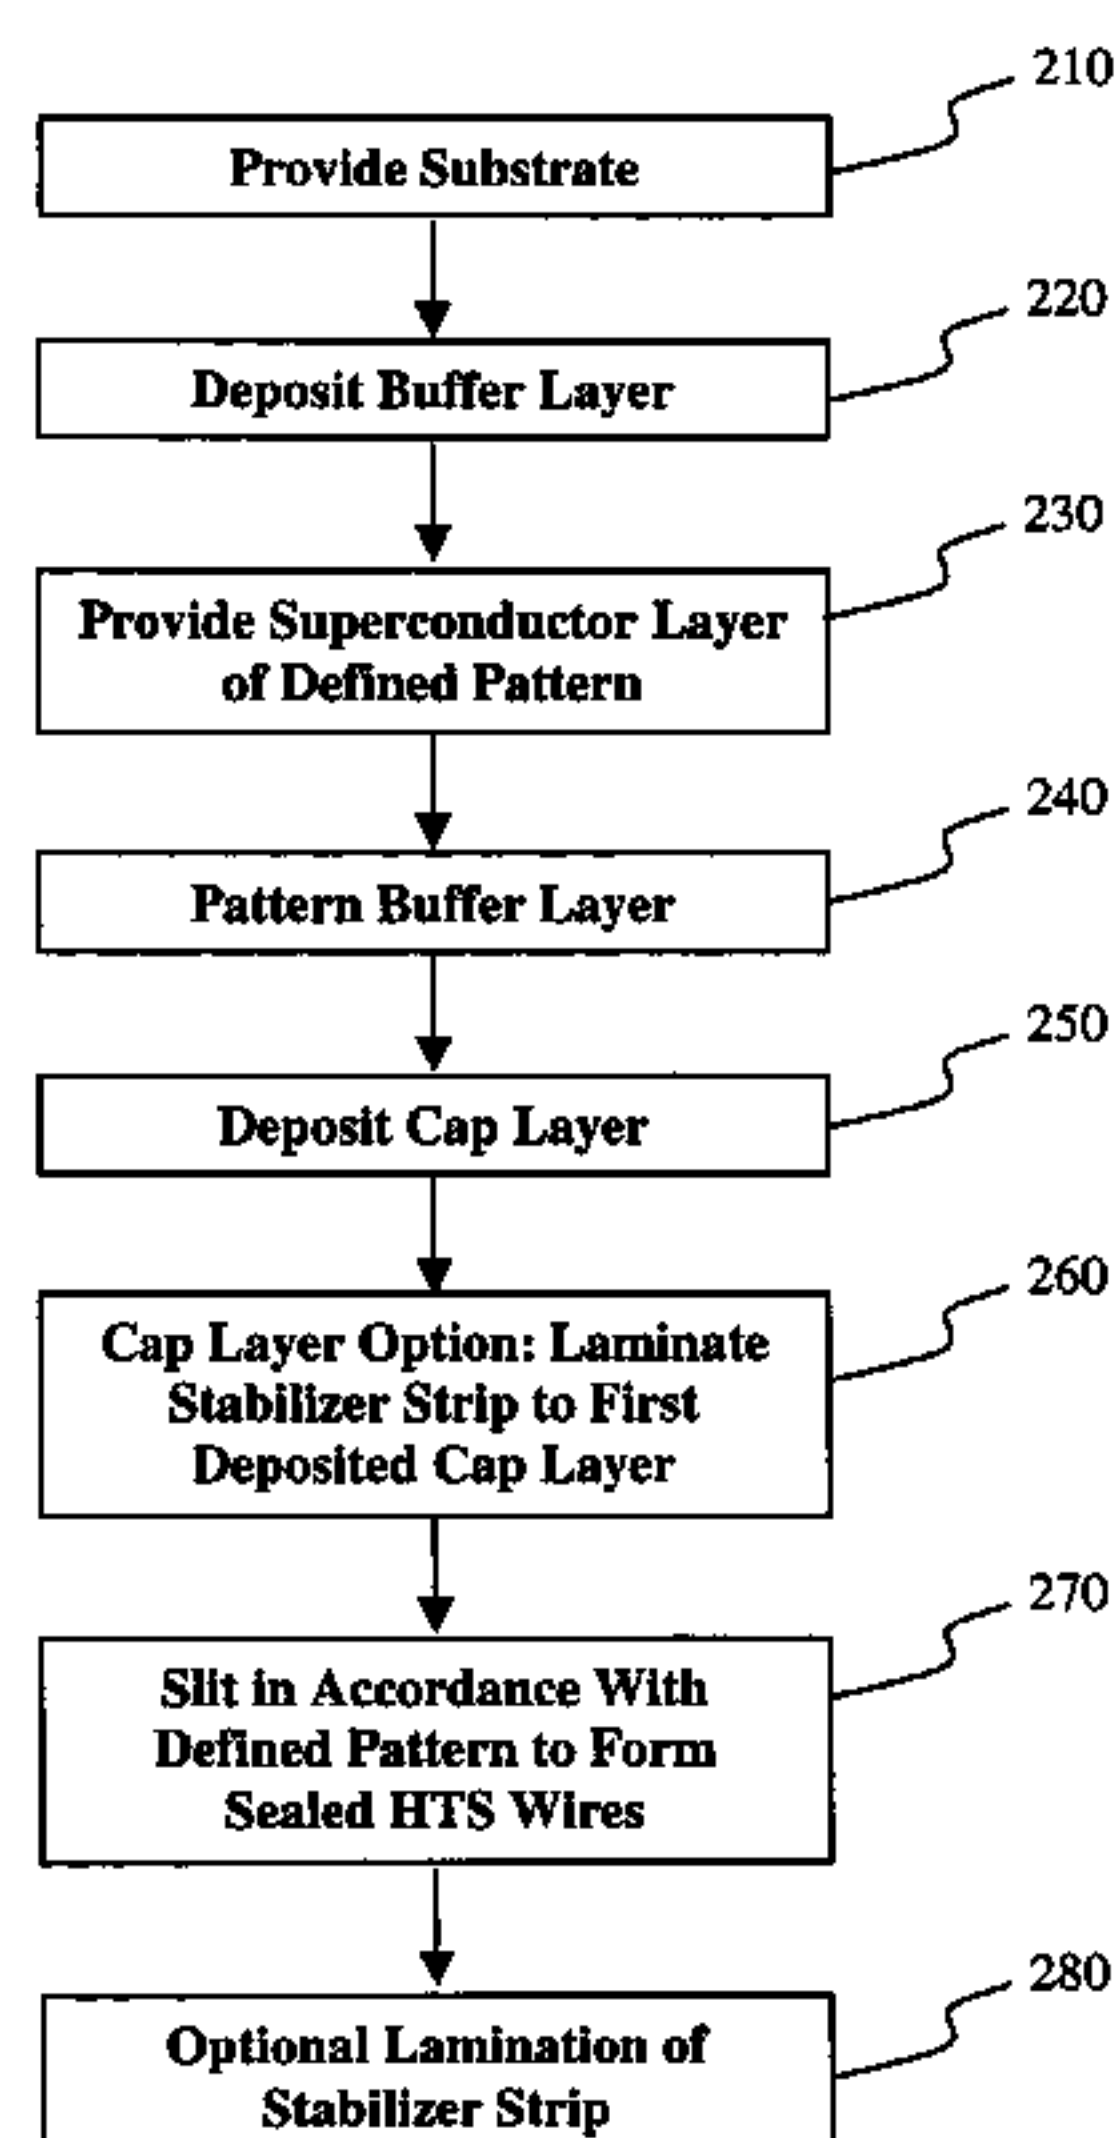 210
Provide Substrate
220
Deposit Buffer Layer
230
Provide Superconductor Layer
of Defined Pattern
240
Pattern Buffer Layer
250
Deposit Cap Layer
260
Cap Layer Option: Laminate
Stabilizer Strip to First
Deposited Cap Layer
270
Slit in Accordance With
Defined Pattern to Form
Sealed HTS Wires
280
Optional Lamination of
Stabilizer Strip